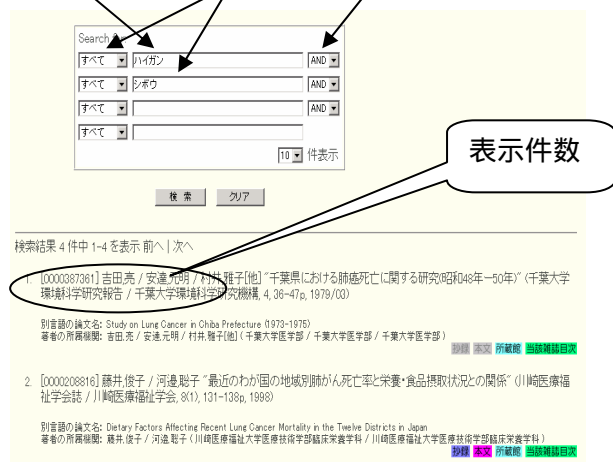 Search
すべて ハイガン AND
すべて シボウ AND
すべて AND
すべて
10 件表示
表示件数
検 索 クリア
検索結果 4 件中 1-4 を表示 前へ | 次へ
1. [0000387361] 吉田,亮 / 安達,元明 / 村井,雅子[他] "千葉県における肺癌死亡に関する研究(昭和48年ー50年)" (千葉大学
環境科学研究報告 / 千葉大学環境科学研究機構, 4, 36-47p, 1979/03)
別言語の論文名: Study on Lung Cancer in Chiba Prefecture (1973-1975)
著者の所属機関: 吉田,亮 / 安達,元明 / 村井,雅子[他] ( 千葉大学医学部 / 千葉大学医学部 / 千葉大学医学部 )
抄録 本文 所蔵館 当該雑誌目次
2. [0000208816] 藤井,俊子 / 河邉,聡子 "最近のわが国の地域別肺がん死亡率と栄養・食品摂取状況との関係" (川崎医療福
祉学会誌 / 川崎医療福祉学会, 8(1), 131-138p, 1998)
別言語の論文名: Dietary Factors Affecting Recent Lung Cancer Mortality in the Twelve Districts in Japan
著者の所属機関: 藤井,俊子 / 河邉,聡子 ( 川崎医療福祉大学医療技術学部臨床栄養学科 / 川崎医療福祉大学医療技術学部臨床栄養学科 )
抄録 本文 所蔵館 当該雑誌目次